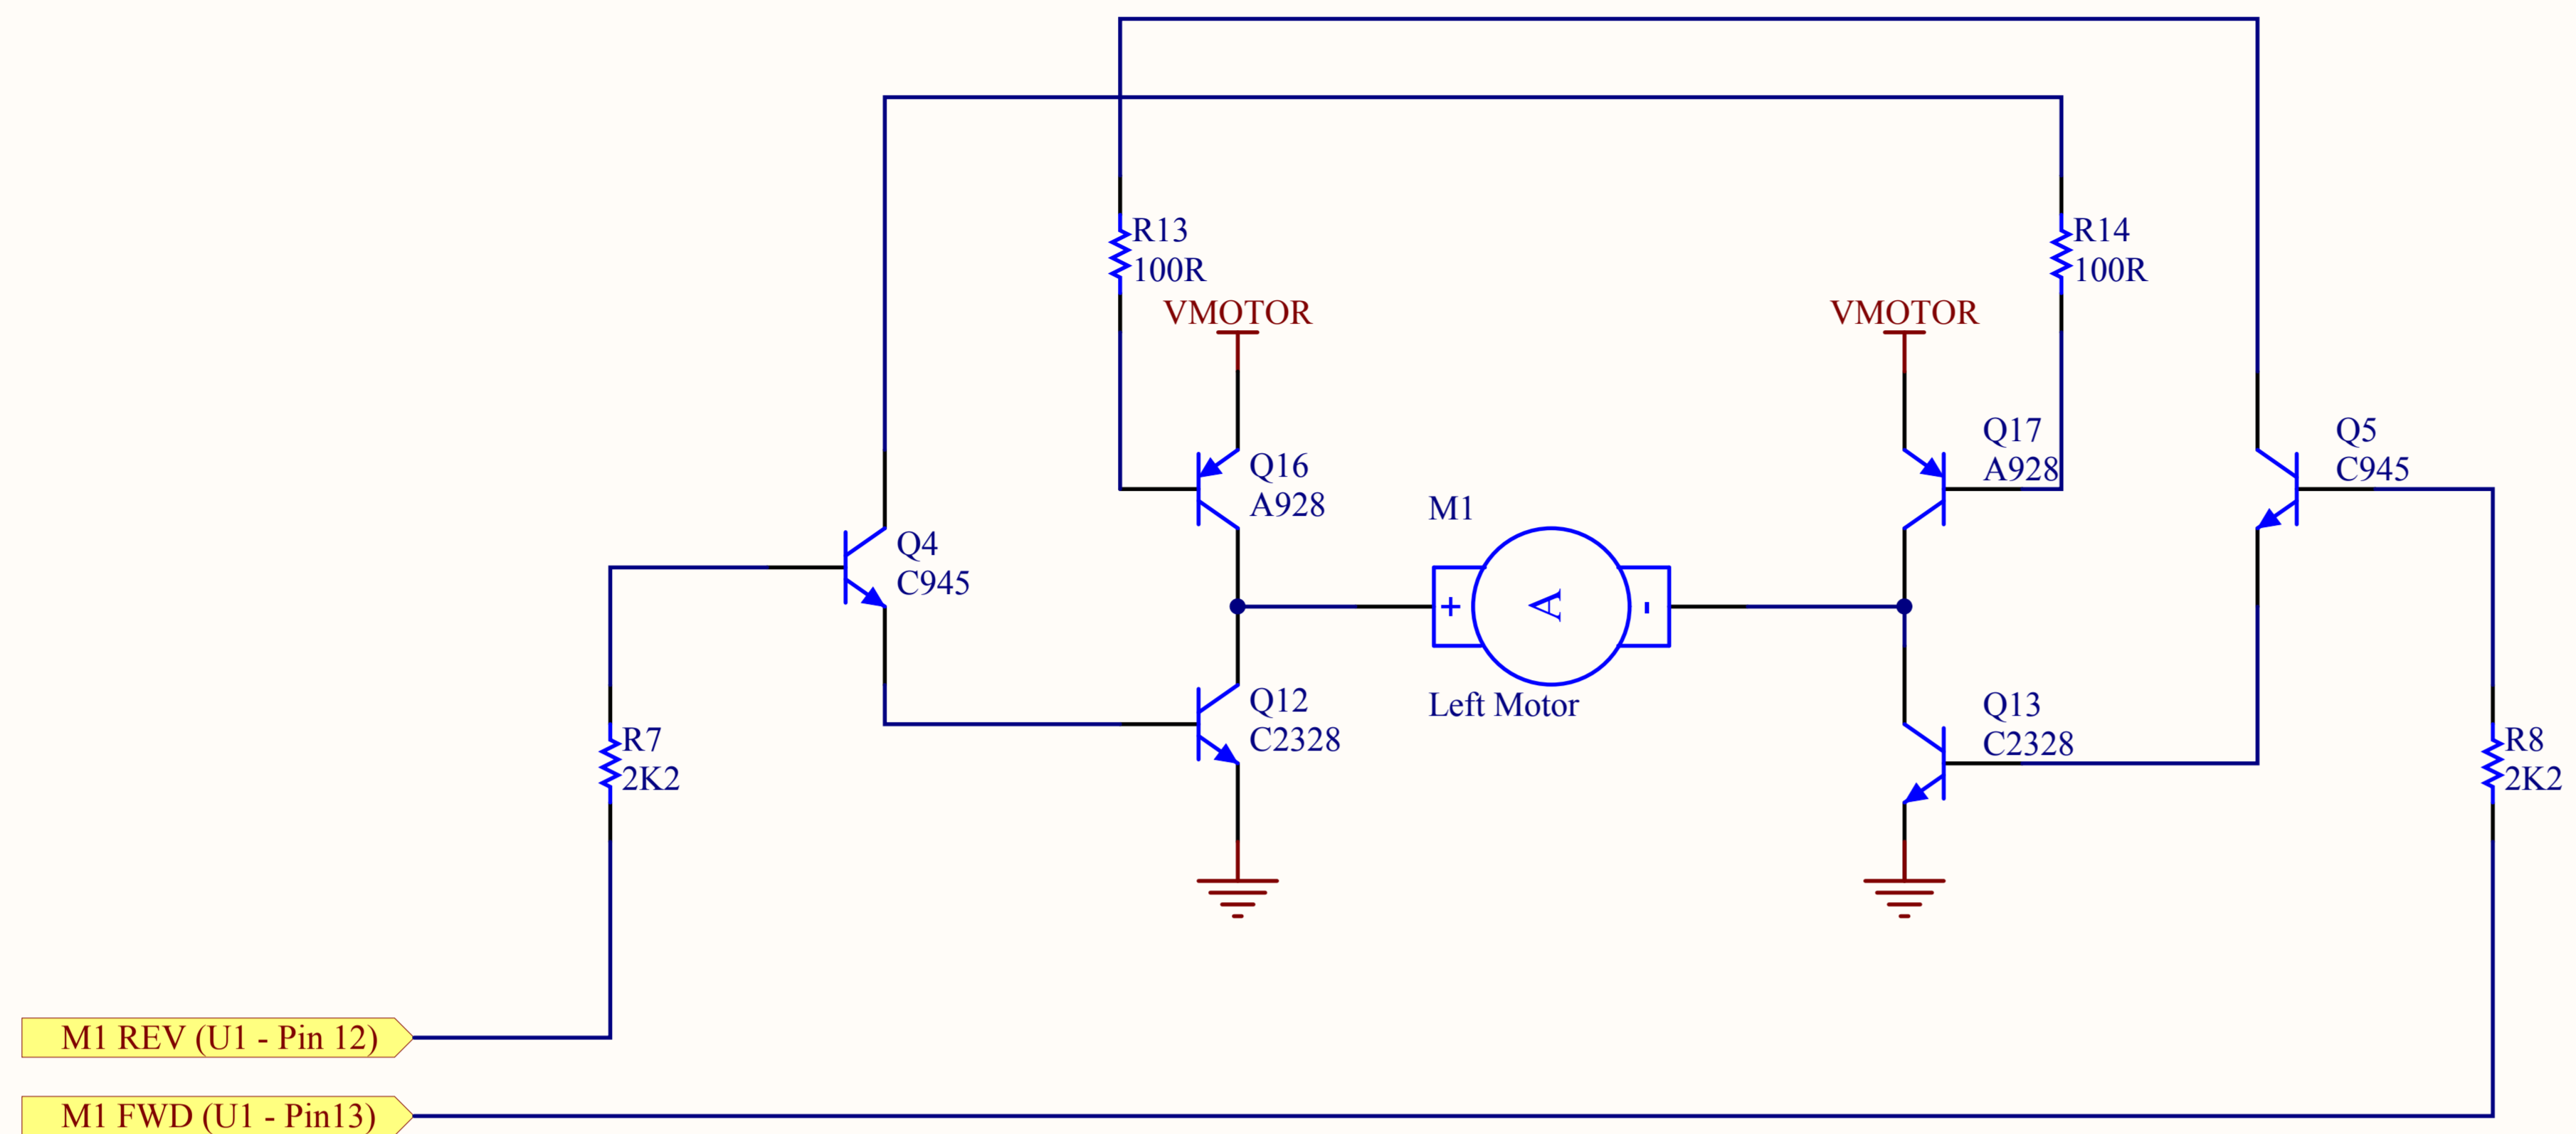 R13
100R
R14
100R
VMOTOR
VMOTOR
Q17
A928
Q5
C945
Q16
A928
M1
Q4
C945
+
A
-
Q12
C2328
Left Motor
Q13
C2328
R7
2K2
R8
2K2
M1 REV (U1 - Pin 12)
M1 FWD (U1 - Pin13)